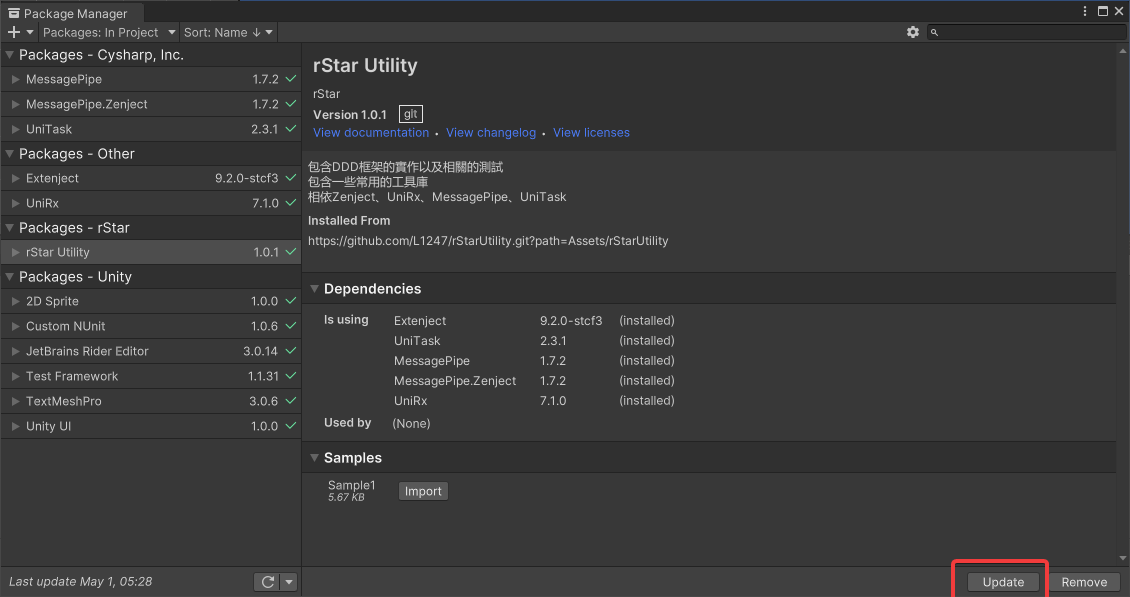 Package Manager
Packages: In Project
Sort: Name ↓
Packages - Cysharp, Inc.
MessagePipe 1.7.2
MessagePipe.Zenject 1.7.2
UniTask 2.3.1
Packages - Other
Extenject 9.2.0-stcf3
UniRx 7.1.0
Packages - rStar
rStar Utility 1.0.1
Packages - Unity
2D Sprite 1.0.0
Custom NUnit 1.0.6
JetBrains Rider Editor 3.0.14
Test Framework 1.1.31
TextMeshPro 3.0.6
Unity UI 1.0.0
Last update May 1, 05:28
rStar Utility
rStar
Version 1.0.1 git
View documentation • View changelog • View licenses
包含DDD框架的實作以及相關的測試
包含一些常用的工具庫
相依Zenject、UniRx、MessagePipe、UniTask
Installed From
https://github.com/L1247/rStarUtility.git?path=Assets/rStarUtility
Dependencies
Is using Extenject 9.2.0-stcf3 (installed)
UniTask 2.3.1 (installed)
MessagePipe 1.7.2 (installed)
MessagePipe.Zenject 1.7.2 (installed)
UniRx 7.1.0 (installed)
Used by (None)
Samples
Sample1 Import
5.67 KB
Update Remove